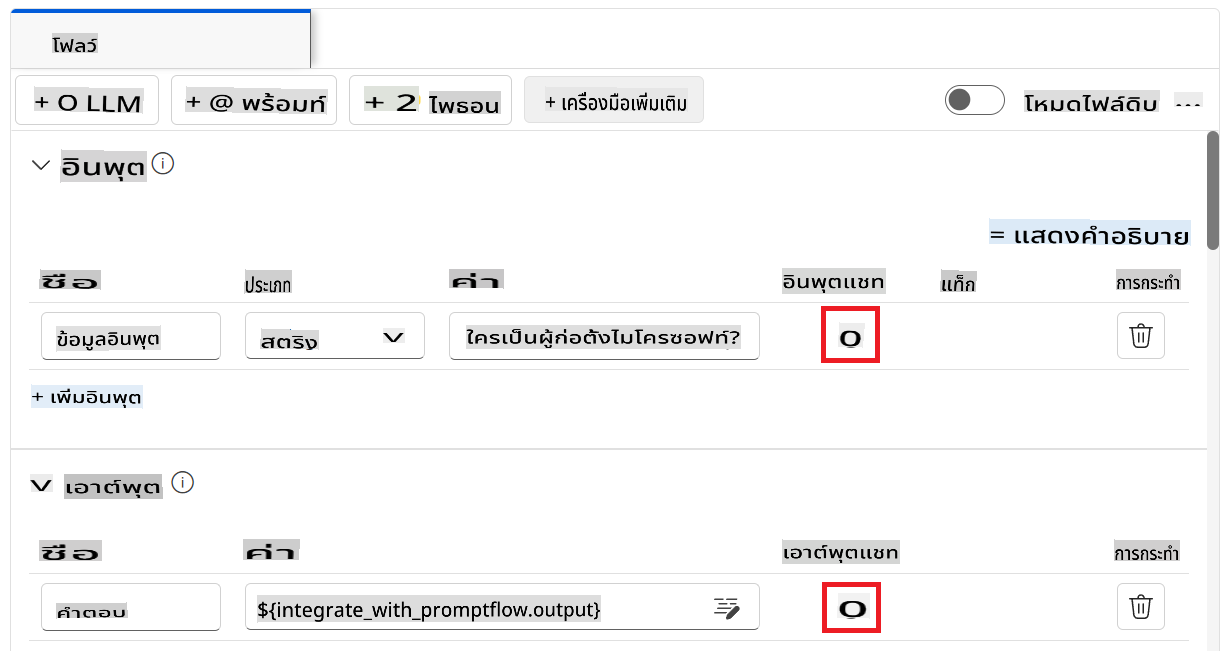 โฟลว์
+ O LLM + @ พร้อมท์ + 2 ไพธอน + เครื่องมือเพิ่มเติม โหมดไฟล์ดิบ ...
อินพุต
= แสดงคำอธิบาย
ชื่อ ประเภท ค่า อินพุตแชท แท็ก การกระทำ
ข้อมูลอินพุต สตริง ใครเป็นผู้ก่อตั้งไมโครซอฟท์? O
+ เพิ่มอินพุต
เอาต์พุต
ชื่อ ค่า เอาต์พุตแชท การกระทำ
คำตอบ ${integrate_with_promptflow.output} O